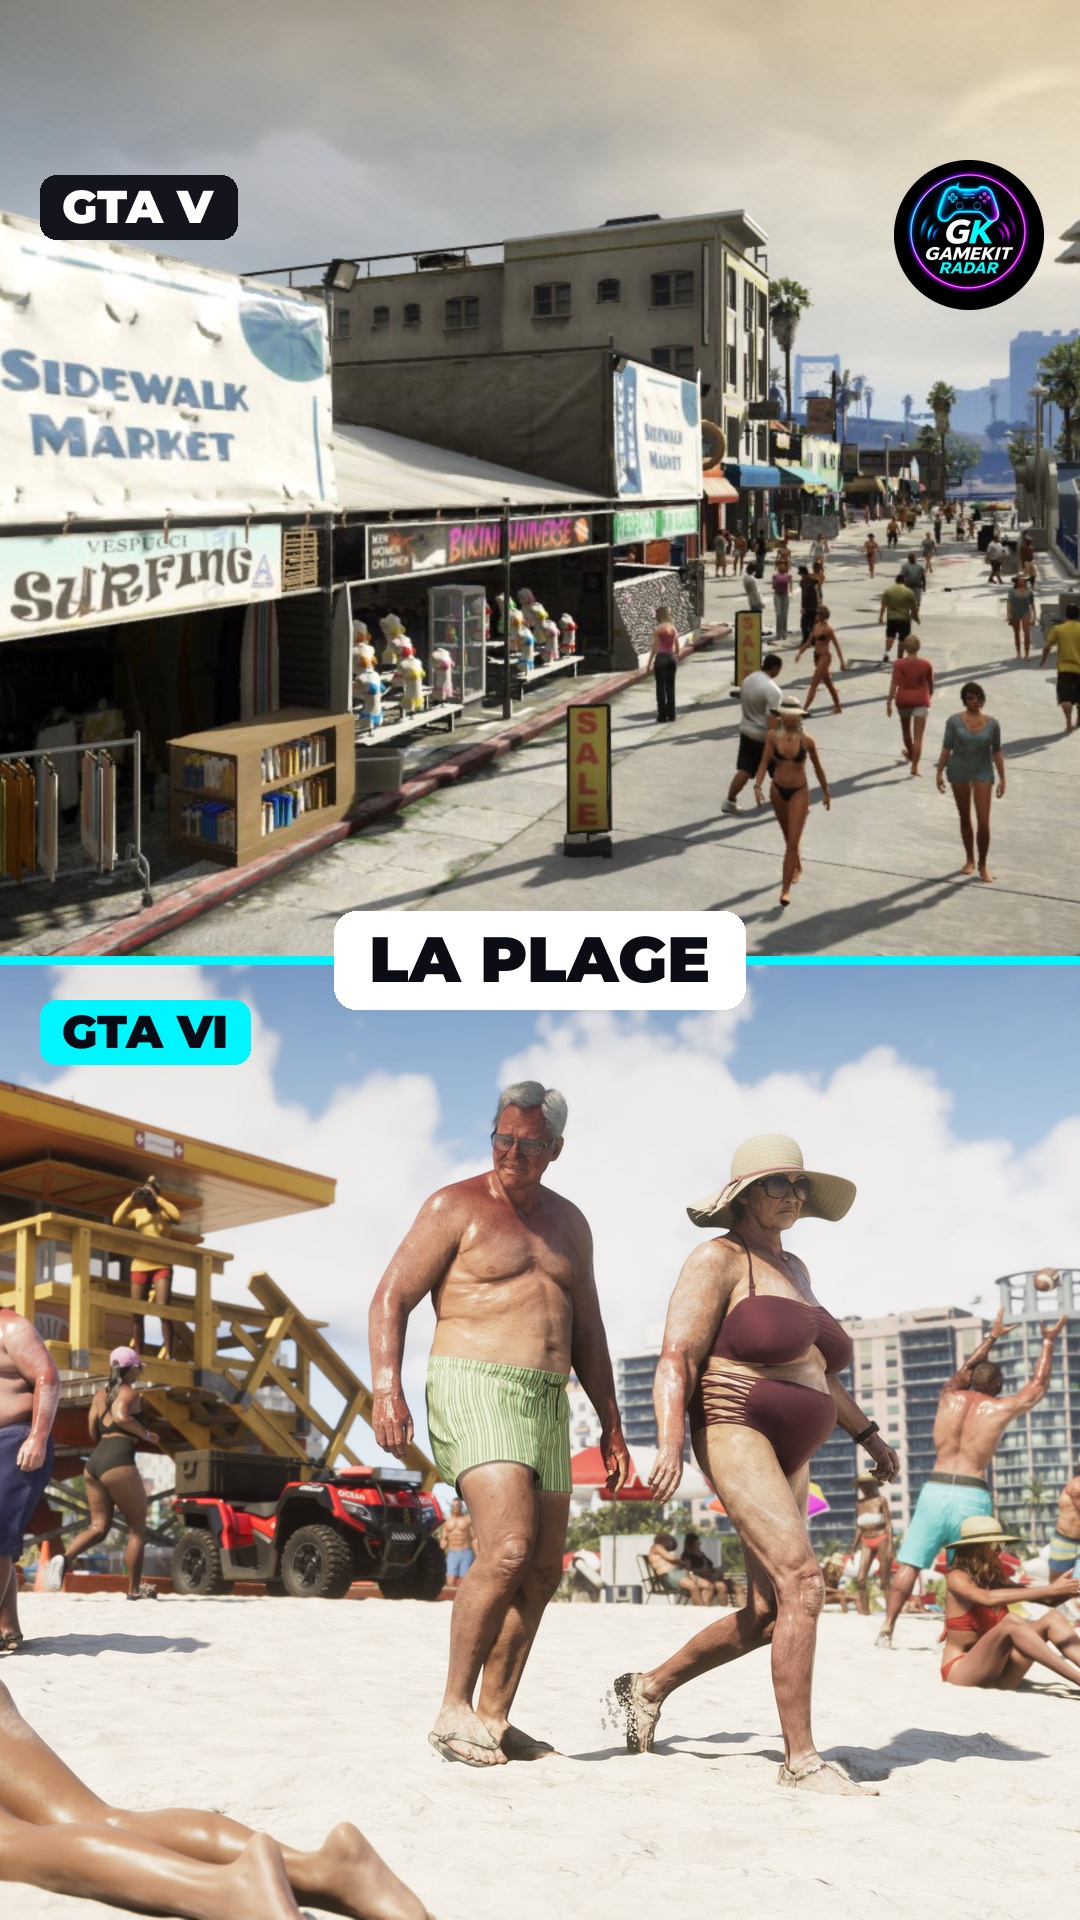 GTA V
GK
GAMEKIT
RADAR
SIDEWALK
MARKET
SIDEWALK
MARKET
VESPUCCI
SURFING
MEN
WOMEN
CHILDREN
BIKINI UNIVERSE
SALE
SALE
LA PLAGE
GTA VI
OCEAN